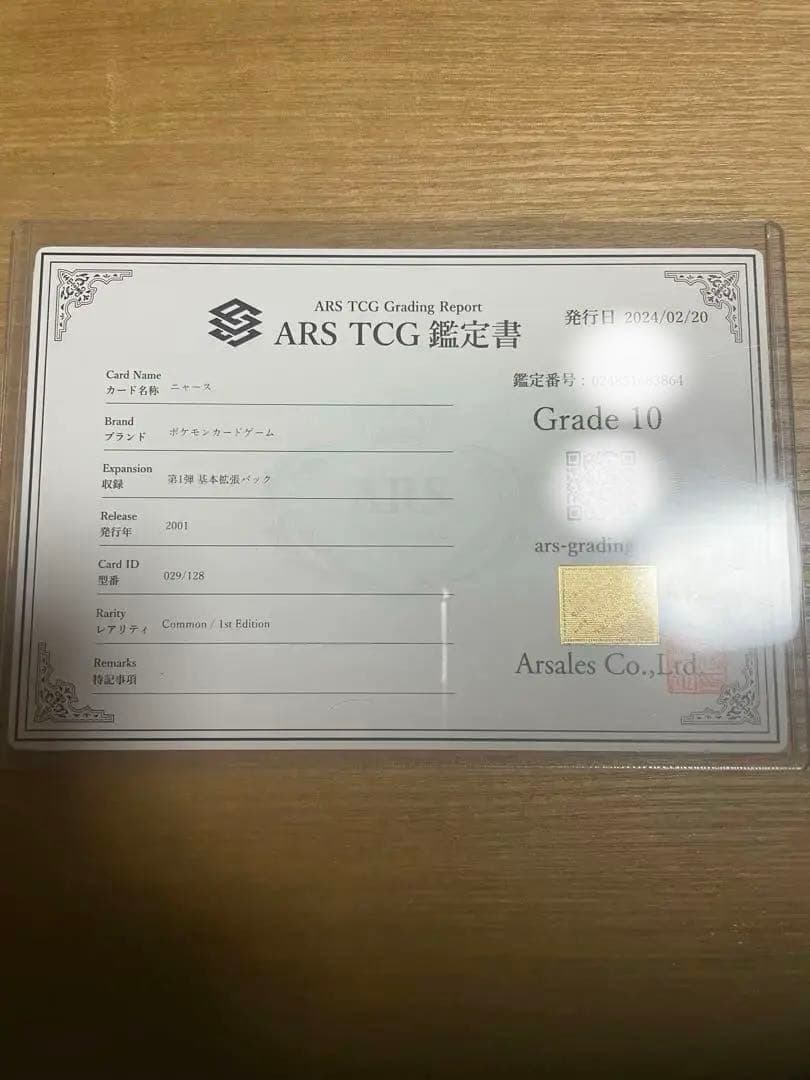 ARS TCG Grading Report
ARS TCG 鑑定書
発行日 2024/02/20
Card Name
カード名称 ニャース
Brand
ブランド ポケモンカードゲーム
Expansion
収録 第1弾 基本拡張パック
Release
発行年 2001
Card ID
型番 029/128
Rarity
レアリティ Common / 1st Edition
Remarks
特記事項
鑑定番号:
Grade 10
ars-grading
Arsales Co.,Ltd.